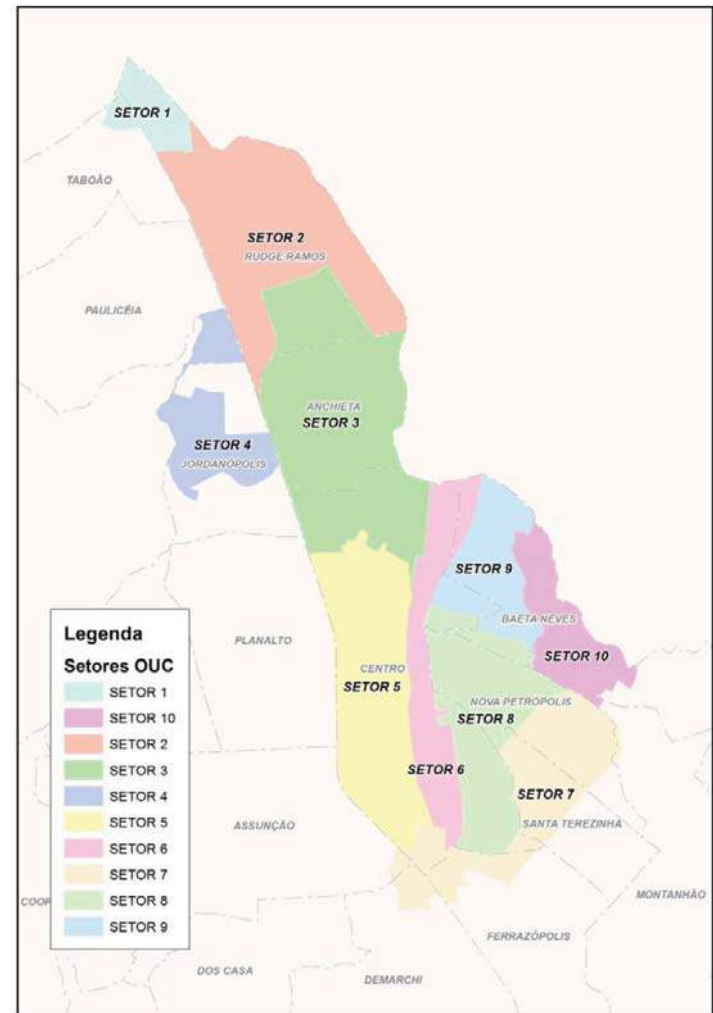 SETOR 1
TABOÃO
SETOR 2
RUDGE RAMOS
PAULICÉIA
ANCHIETA
SETOR 3
SETOR 4
JORDANÓPOLIS
SETOR 9
BAETA NEVES
PLANALTO
SETOR 10
CENTRO
SETOR 5
NOVA PETRÓPOLIS
SETOR 8
SETOR 6
SETOR 7
ASSUNÇÃO
SANTA TEREZINHA
MONTANHÃO
COOP
FERRAZÓPOLIS
DOS CASA
DEMARCHI
Legenda
Setores OUC
SETOR 1
SETOR 10
SETOR 2
SETOR 3
SETOR 4
SETOR 5
SETOR 6
SETOR 7
SETOR 8
SETOR 9